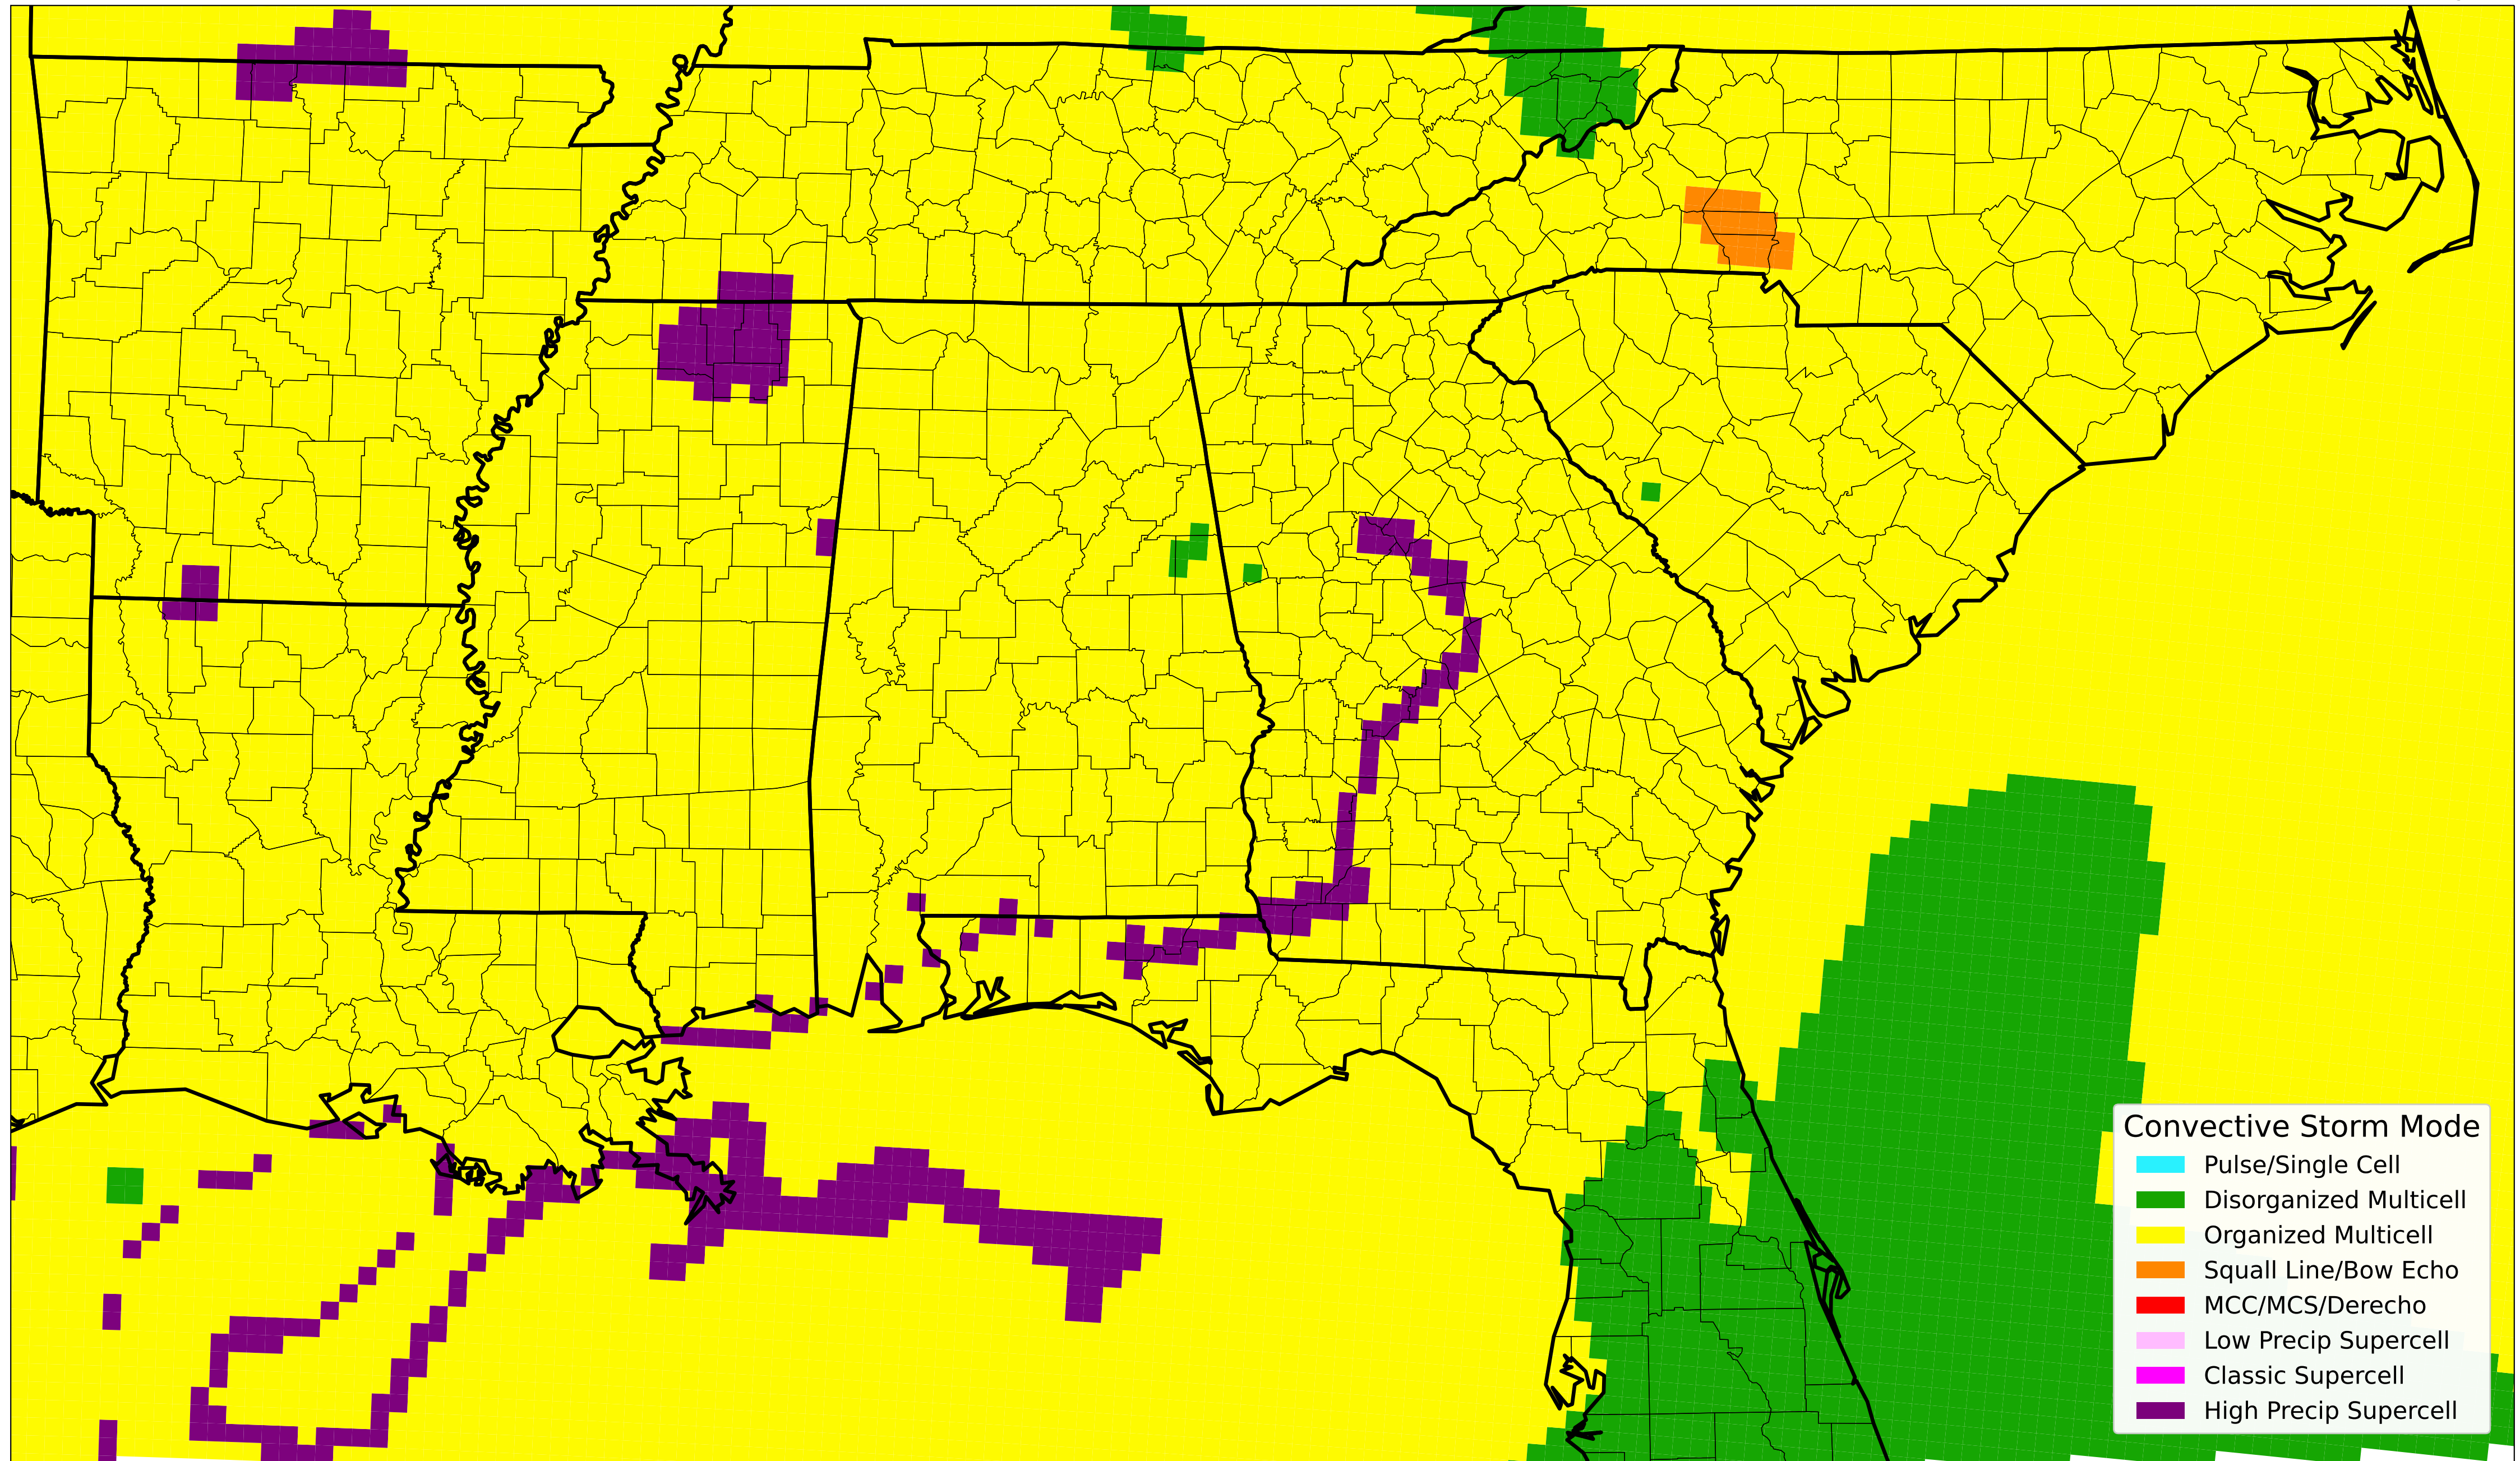 Convective Storm Mode
Pulse/Single Cell
Disorganized Multicell
Organized Multicell
Squall Line/Bow Echo
MCC/MCS/Derecho
Low Precip Supercell
Classic Supercell
High Precip Supercell